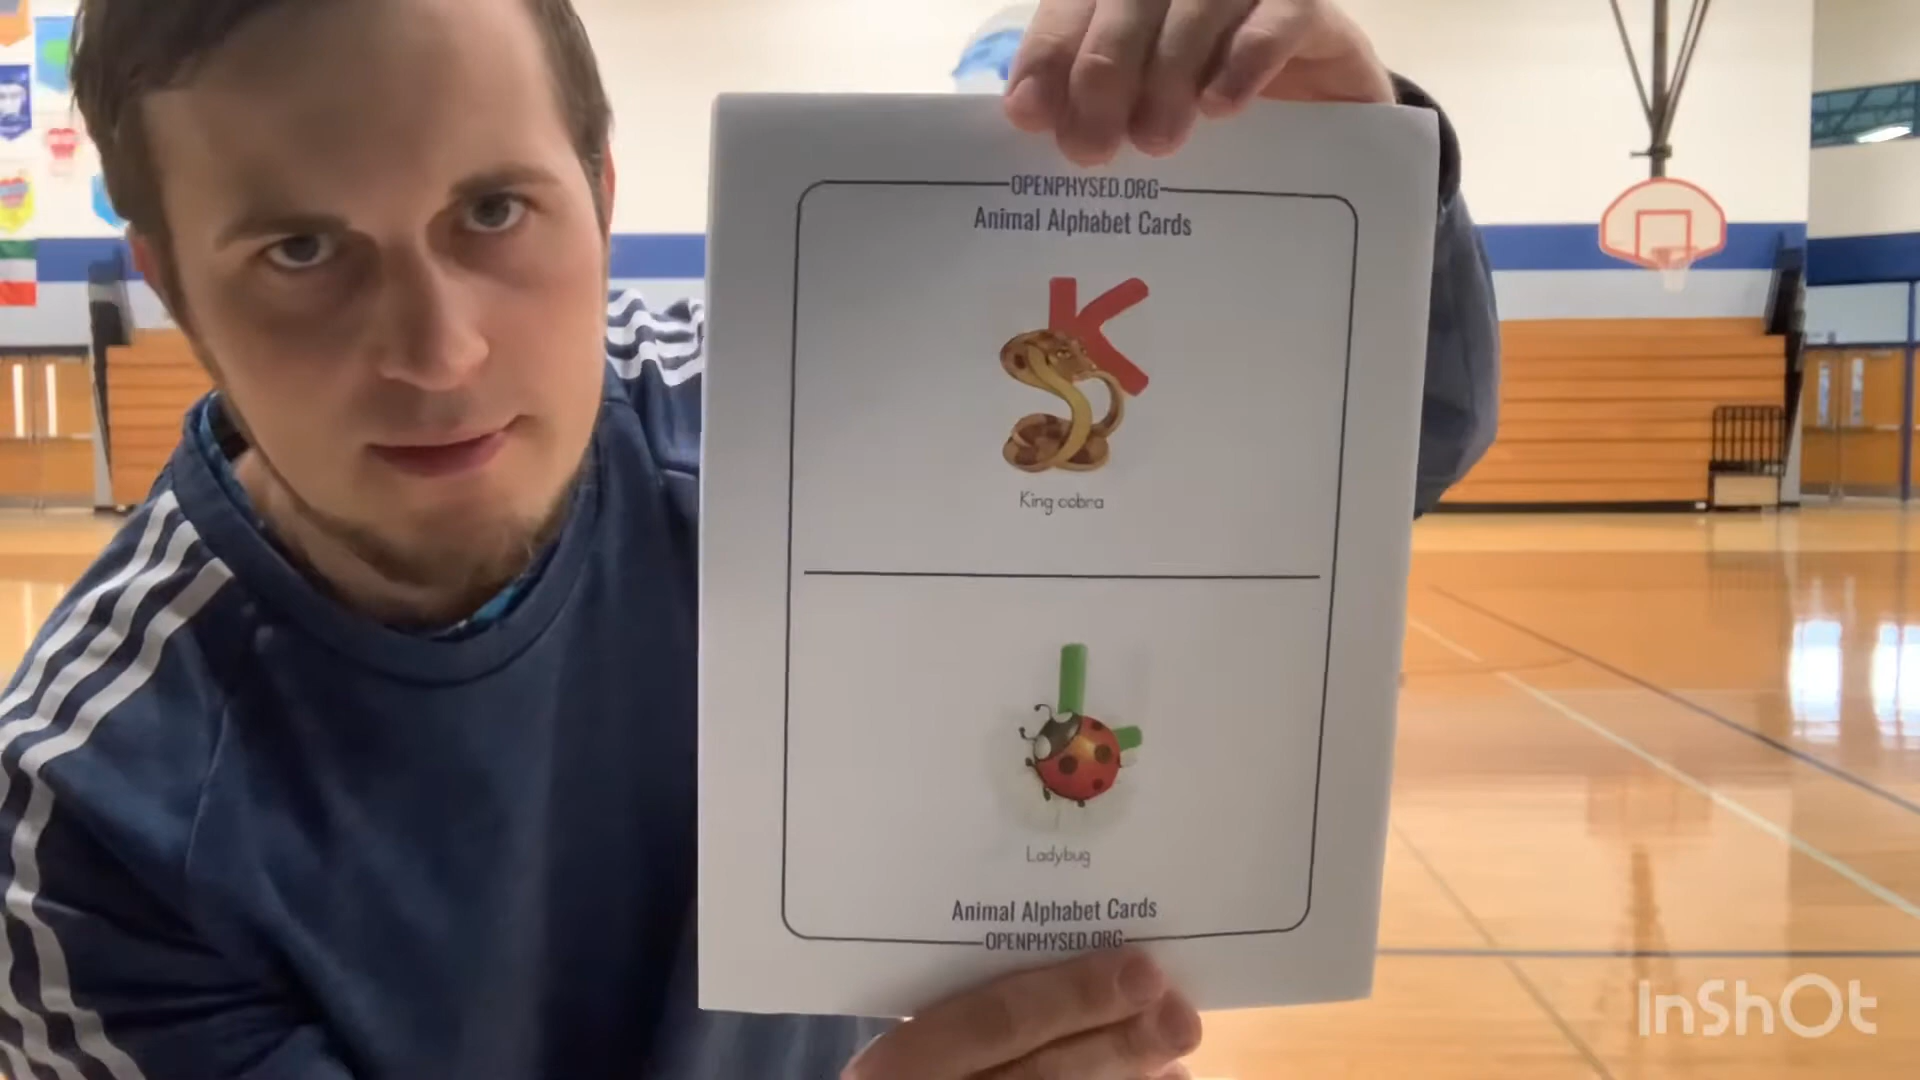 OPENPHYSED.ORG
Animal Alphabet Cards
K
King cobra
L
Ladybug
Animal Alphabet Cards
OPENPHYSED.ORG
InShOt